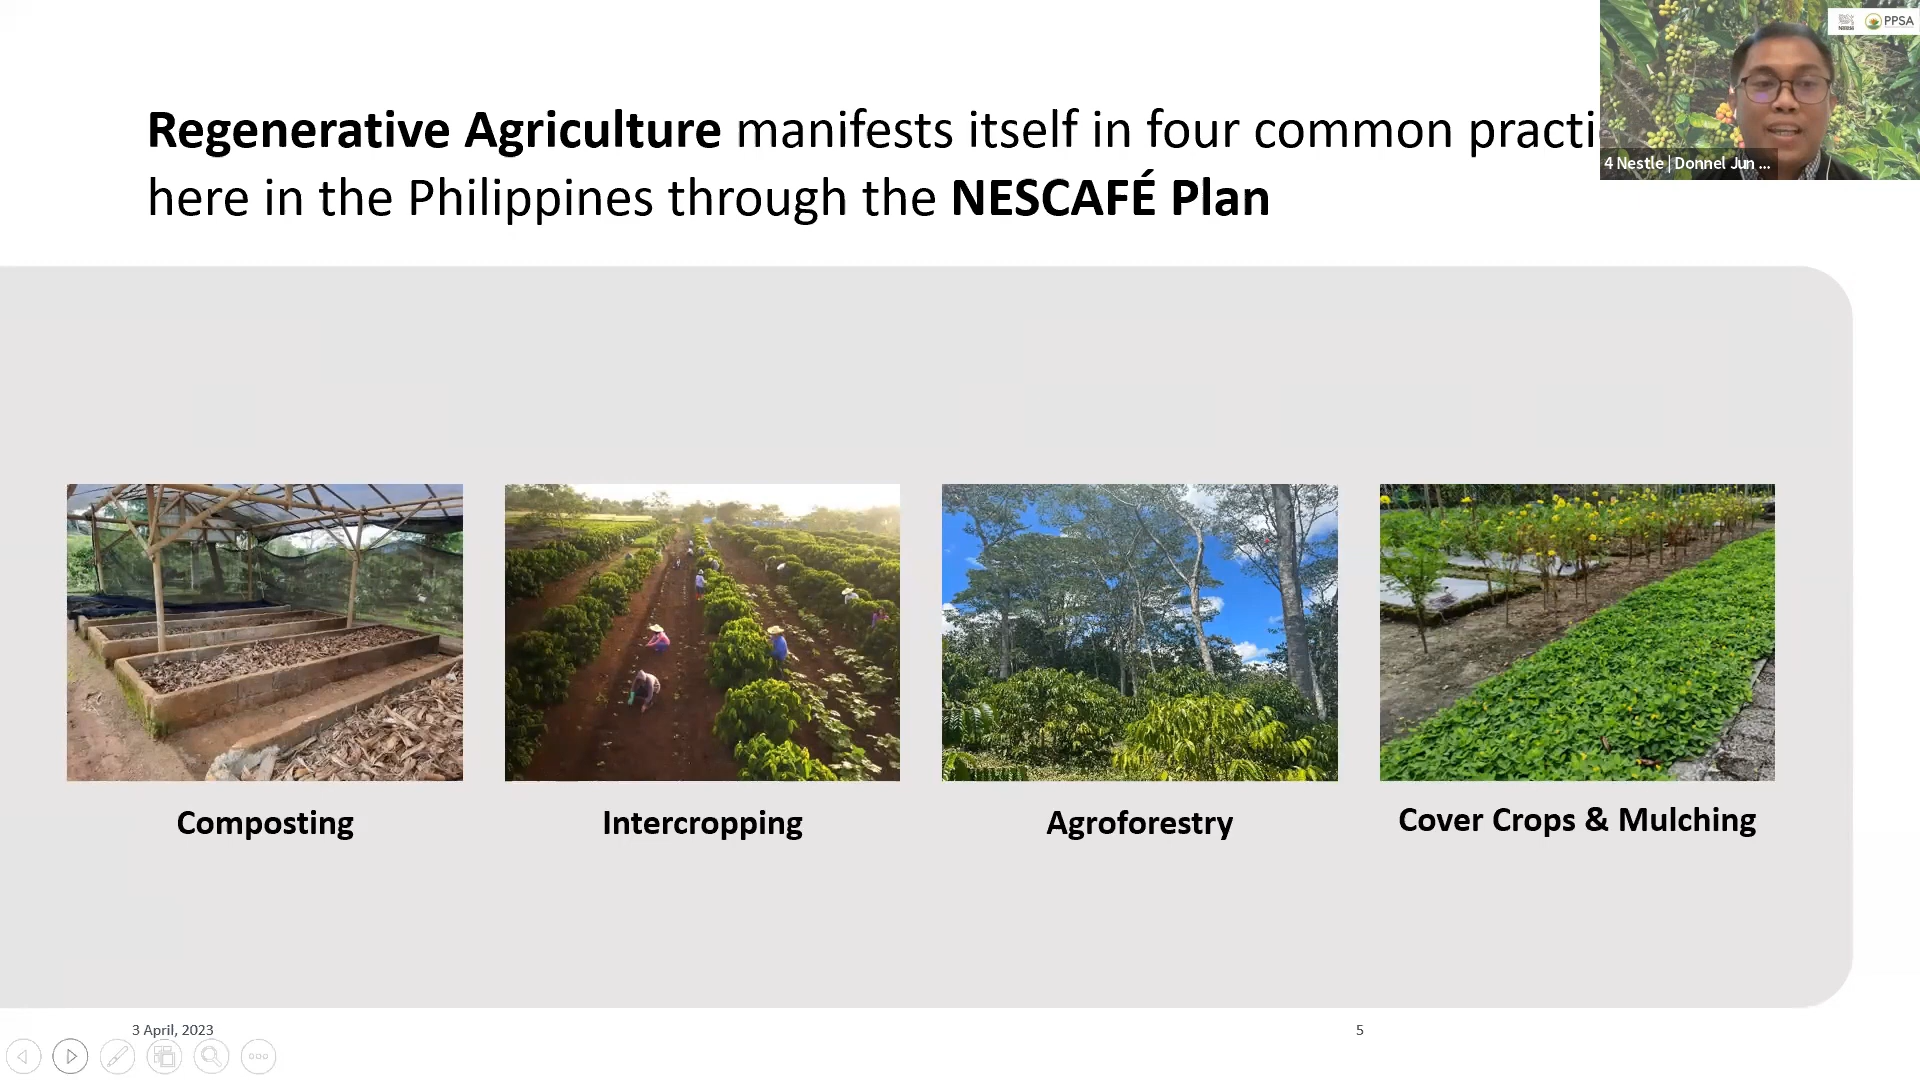 Regenerative Agriculture manifests itself in four common practi
here in the Philippines through the NESCAFÉ Plan
PPSA
4 Nestle | Donnel Jun ...
Composting
Intercropping
Agroforestry
Cover Crops & Mulching
3 April, 2023
5